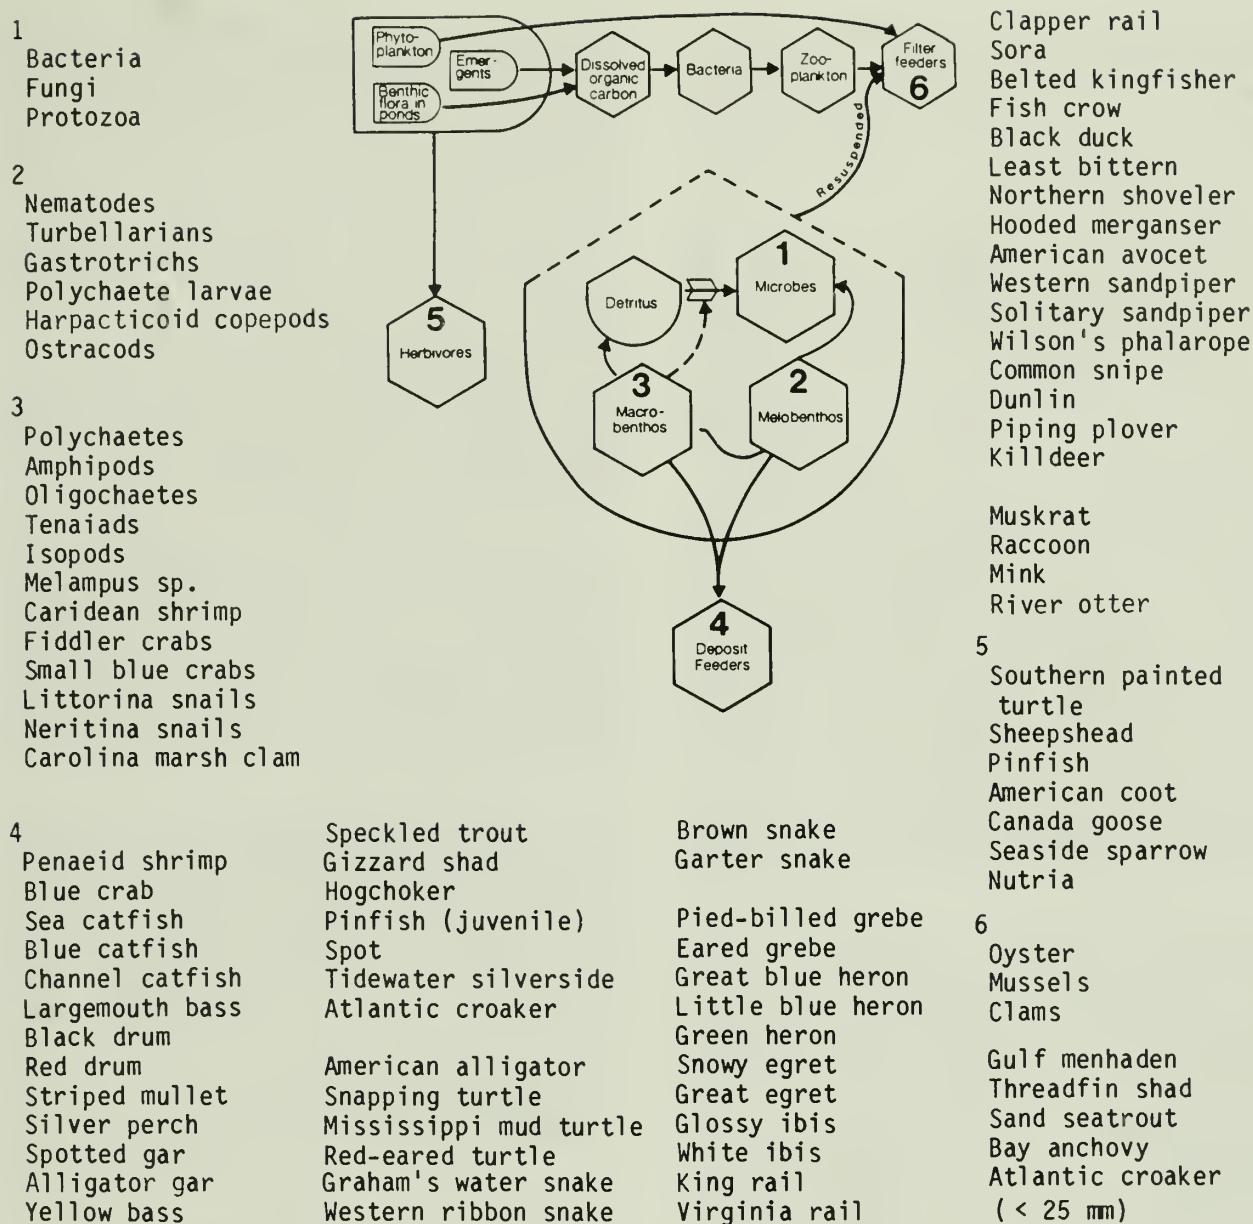 1
Bacteria
Fungi
Protozoa
2
Nematodes
Turbellarians
Gastrotrichs
Polychaete larvae
Harpacticoid copepods
Ostracods
3
Polychaetes
Amphipods
Oligochaetes
Tenaiads
Isopods
Melampus sp.
Caridean shrimp
Fiddler crabs
Small blue crabs
Littorina snails
Neritina snails
Carolina marsh clam
Phyto-
plankton
Emer-
gents
Benthic
flora in
ponds
Dissolved
organic
carbon
Bacteria
Zoo-
plankton
Filter
feeders
6
Resuspended
5
Herbivores
Detritus
1
Microbes
3
Macro-
benthos
2
Meiobenthos
4
Deposit
Feeders
4
Penaeid shrimp
Blue crab
Sea catfish
Blue catfish
Channel catfish
Largemouth bass
Black drum
Red drum
Striped mullet
Silver perch
Spotted gar
Alligator gar
Yellow bass
Speckled trout
Gizzard shad
Hogchoker
Pinfish (juvenile)
Spot
Tidewater silverside
Atlantic croaker
American alligator
Snapping turtle
Mississippi mud turtle
Red-eared turtle
Graham's water snake
Western ribbon snake
Brown snake
Garter snake
Pied-billed grebe
Eared grebe
Great blue heron
Little blue heron
Green heron
Snowy egret
Great egret
Glossy ibis
White ibis
King rail
Virginia rail
Clapper rail
Sora
Belted kingfisher
Fish crow
Black duck
Least bittern
Northern shoveler
Hooded merganser
American avocet
Western sandpiper
Solitary sandpiper
Wilson's phalarope
Common snipe
Dunlin
Piping plover
Killdeer
Muskrat
Raccoon
Mink
River otter
5
Southern painted
turtle
Sheepshead
Pinfish
American coot
Canada goose
Seaside sparrow
Nutria
6
Oyster
Mussels
Clams
Gulf menhaden
Threadfin shad
Sand seatrout
Bay anchovy
Atlantic croaker
( < 25 mm)